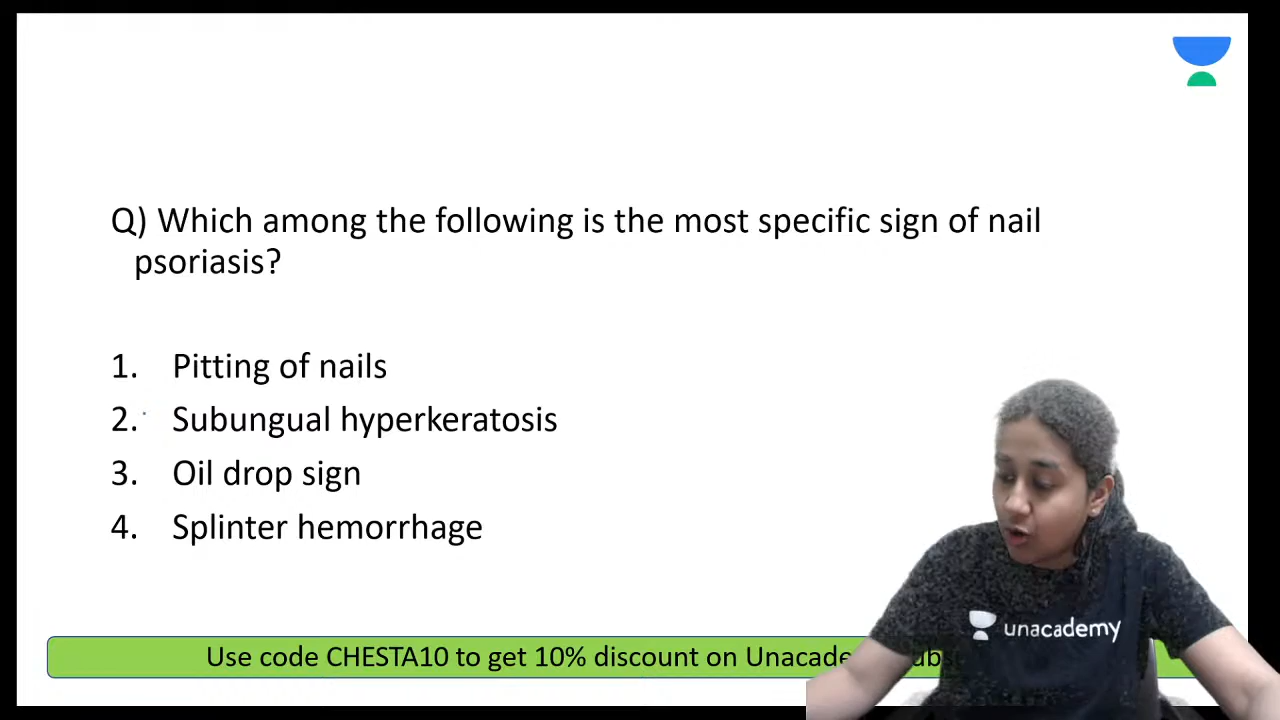 Q) Which among the following is the most specific sign of nail
psoriasis?
1. Pitting of nails
2. Subungual hyperkeratosis
3. Oil drop sign
4. Splinter hemorrhage
unacademy
Use code CHESTA10 to get 10% discount on